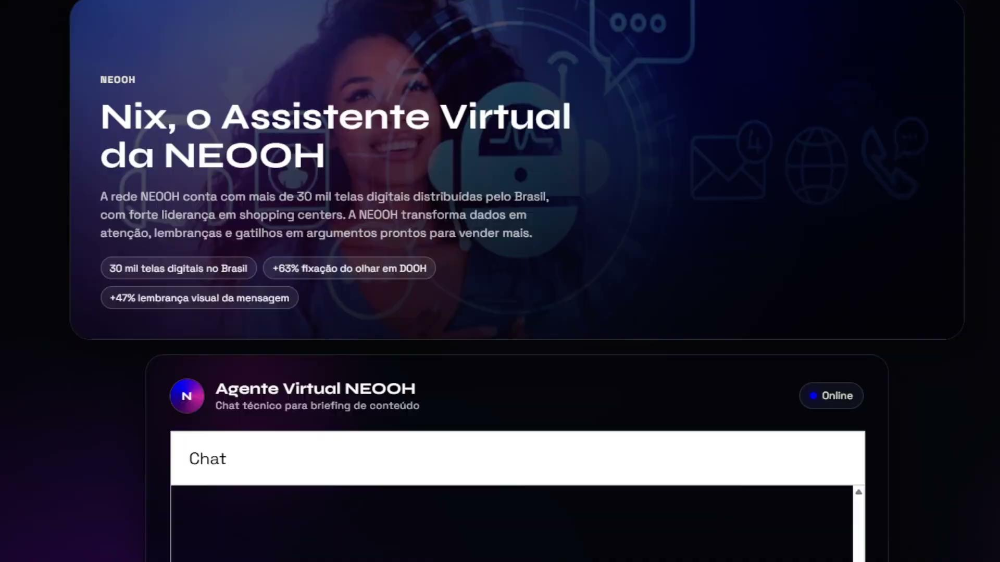 NEOOH
Nix, o Assistente Virtual
da NEOOH
A rede NEOOH conta com mais de 30 mil telas digitais distribuídas pelo Brasil,
com forte liderança em shopping centers. A NEOOH transforma dados em
atenção, lembranças e gatilhos em argumentos prontos para vender mais.
30 mil telas digitais no Brasil
+63% fixação do olhar em DOOH
+47% lembrança visual da mensagem
4
N
Agente Virtual NEOOH
Chat técnico para briefing de conteúdo
Online
Chat